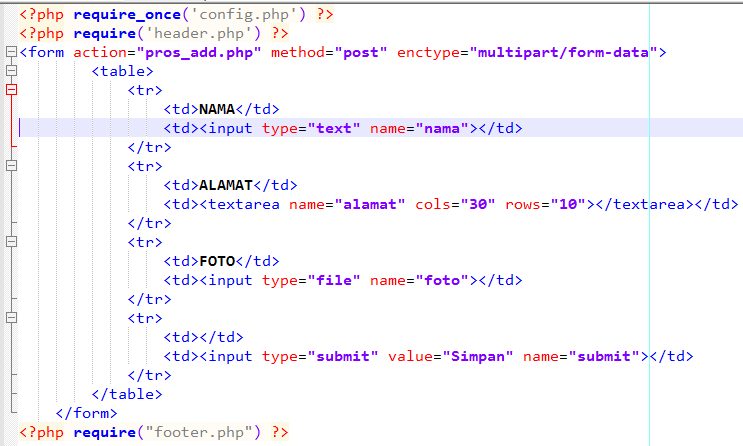 <?php require_once('config.php') ?>
<?php require('header.php') ?>
<form action="pros_add.php" method="post" enctype="multipart/form-data">
        <table>
            <tr>
                <td>NAMA</td>
                <td><input type="text" name="nama"></td>
            </tr>
            <tr>
                <td>ALAMAT</td>
                <td><textarea name="alamat" cols="30" rows="10"></textarea></td>
            </tr>
            <tr>
                <td>FOTO</td>
                <td><input type="file" name="foto"></td>
            </tr>
            <tr>
                <td></td>
                <td><input type="submit" value="Simpan" name="submit"></td>
            </tr>
        </table>
    </form>
<?php require("footer.php") ?>